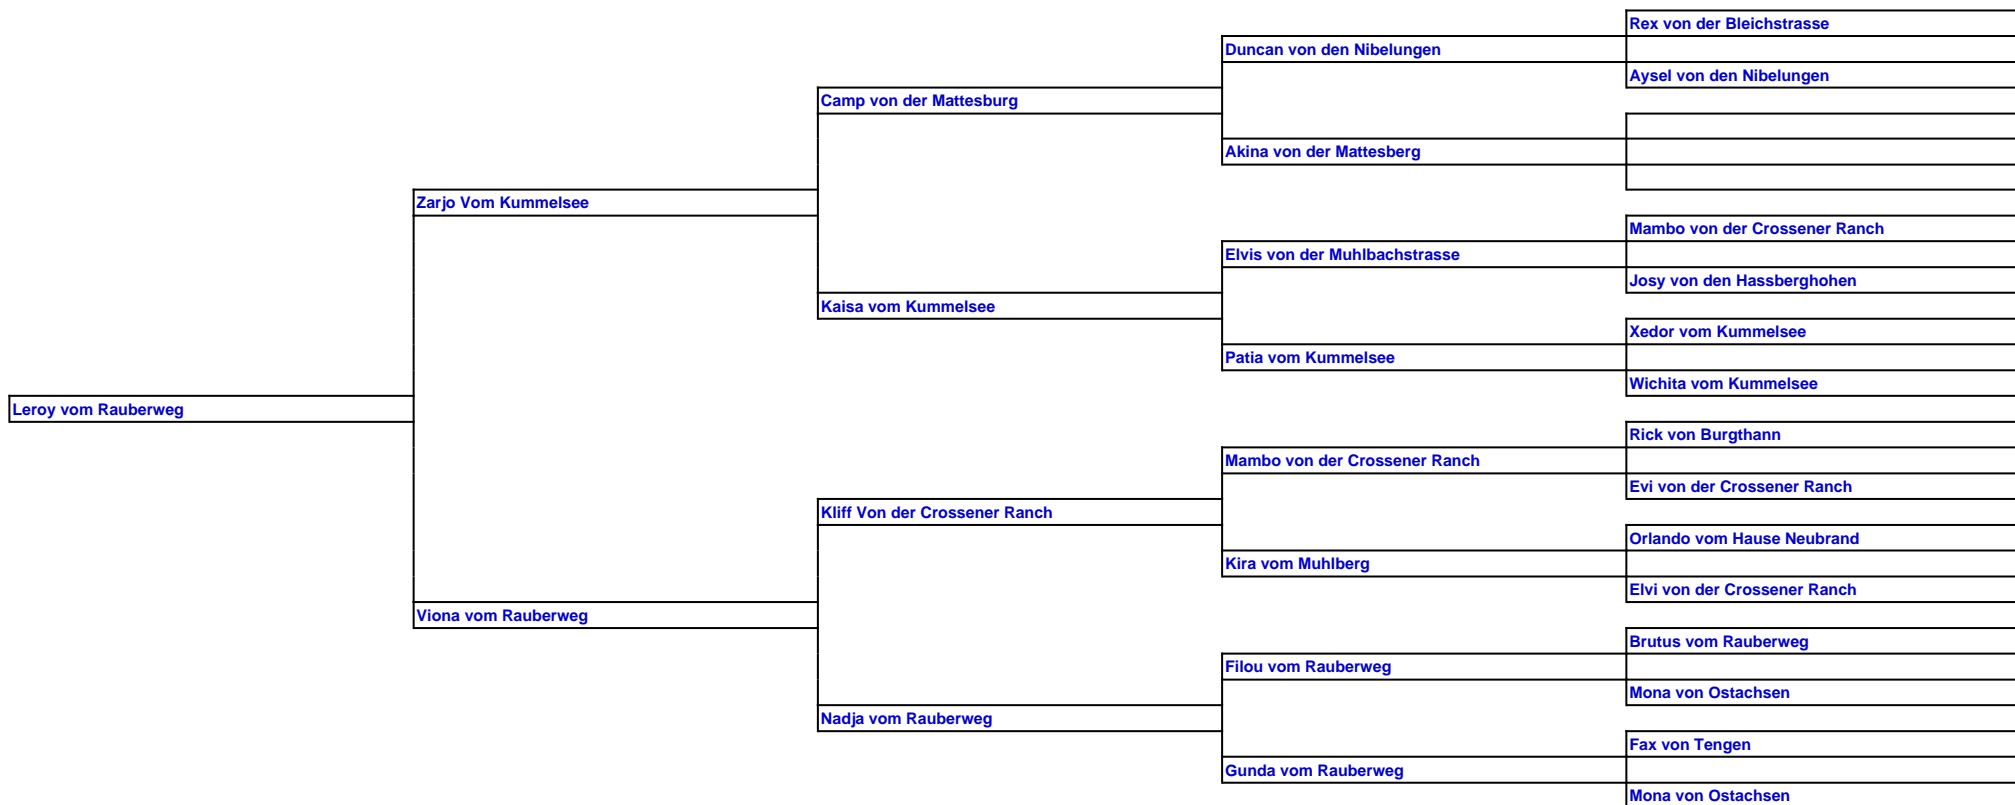 Rex von der Bleichstrasse
Duncan von den Nibelungen
Aysel von den Nibelungen
Camp von der Mattesburg
Akina von der Mattesberg
Zarjo Vom Kummelsee
Mambo von der Crossener Ranch
Elvis von der Muhlbachstrasse
Josy von den Hassberghohen
Kaisa vom Kummelsee
Xedor vom Kummelsee
Patia vom Kummelsee
Wichita vom Kummelsee
Leroy vom Rauberweg
Rick von Burgthann
Mambo von der Crossener Ranch
Evi von der Crossener Ranch
Kliff Von der Crossener Ranch
Orlando vom Hause Neubrand
Kira vom Muhlberg
Elvi von der Crossener Ranch
Viona vom Rauberweg
Brutus vom Rauberweg
Filou vom Rauberweg
Mona von Ostachsen
Nadja vom Rauberweg
Fax von Tengen
Gunda vom Rauberweg
Mona von Ostachsen